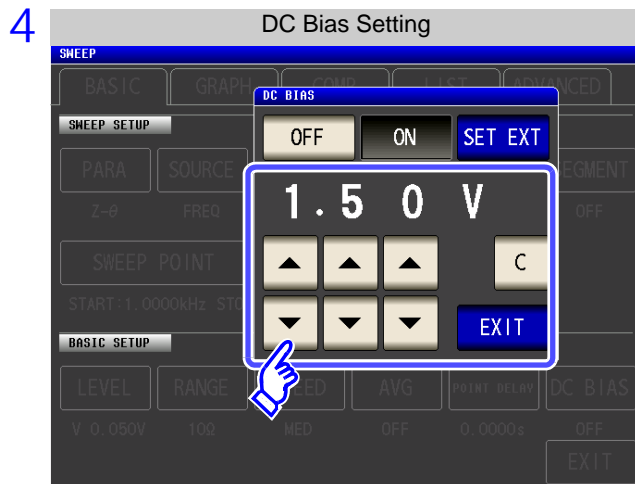 4
DC Bias Setting
SWEEP
BASIC GRAPH COMP LIST ADVANCED
DC BIAS
SWEEP SETUP
OFF ON SET EXT
PARA SOURCE EGMENT
1.50 V
Z-θ FREQ OFF
SWEEP POINT
▲ ▲ ▲ C
START:1.0000kHz STO
▼ ▼ ▼ EXIT
BASIC SETUP
LEVEL RANGE EED AVG POINT DELAY DC BIAS
V 0.050V 10Ω MED OFF 0.0000s OFF
EXIT